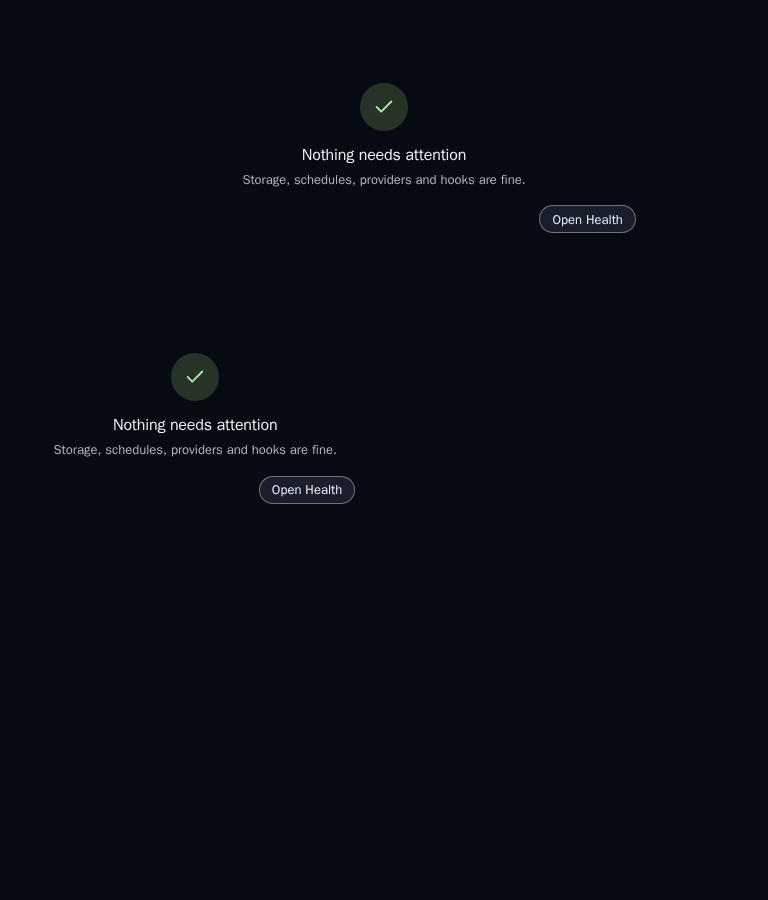 Nothing needs attention
Storage, schedules, providers and hooks are fine.
Open Health
Nothing needs attention
Storage, schedules, providers and hooks are fine.
Open Health